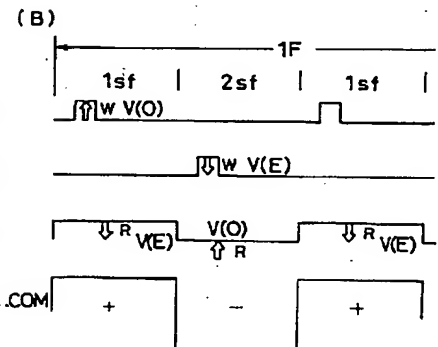 (B)
1F
1sf 2sf 1sf
W V(O)
W V(E)
R V(E) V(O) R R V(E)
.COM + - +